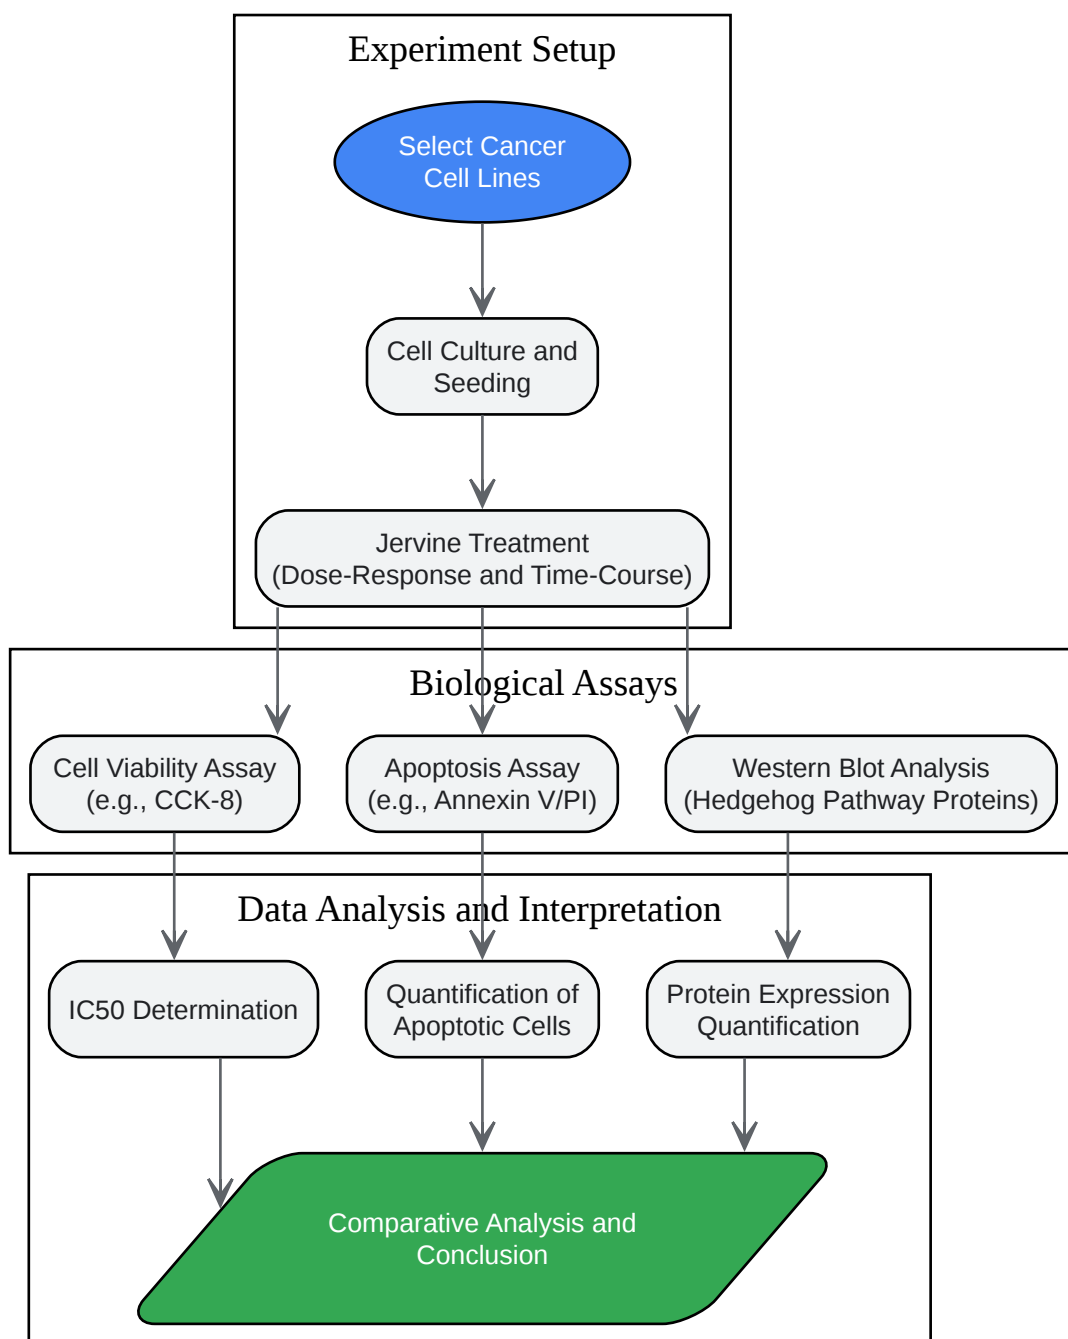 Experiment Setup
Select Cancer
Cell Lines
Cell Culture and
Seeding
Jervine Treatment
(Dose-Response and Time-Course)
Biological Assays
Cell Viability Assay
(e.g., CCK-8)
Apoptosis Assay
(e.g., Annexin V/PI)
Western Blot Analysis
(Hedgehog Pathway Proteins)
Data Analysis and Interpretation
IC50 Determination
Quantification of
Apoptotic Cells
Protein Expression
Quantification
Comparative Analysis and
Conclusion